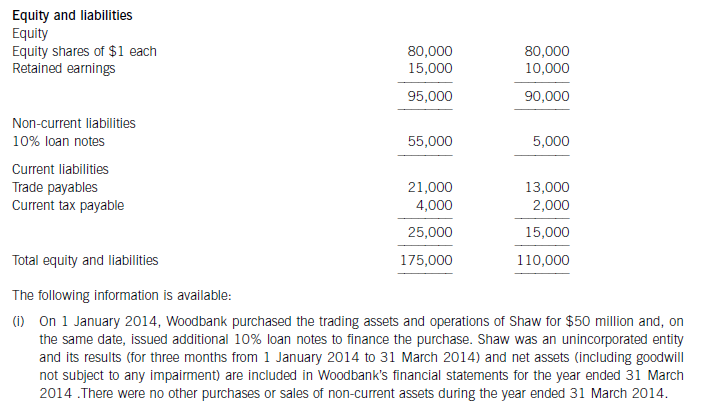 Equity and liabilities
Equity
Equity shares of $1 each 80,000 80,000
Retained earnings 15,000 10,000
95,000 90,000
Non-current liabilities
10% loan notes 55,000 5,000
Current liabilities
Trade payables 21,000 13,000
Current tax payable 4,000 2,000
25,000 15,000
Total equity and liabilities 175,000 110,000
The following information is available:
(i) On 1 January 2014, Woodbank purchased the trading assets and operations of Shaw for $50 million and, on
the same date, issued additional 10% loan notes to finance the purchase. Shaw was an unincorporated entity
and its results (for three months from 1 January 2014 to 31 March 2014) and net assets (including goodwill
not subject to any impairment) are included in Woodbank's financial statements for the year ended 31 March
2014 .There were no other purchases or sales of non-current assets during the year ended 31 March 2014.